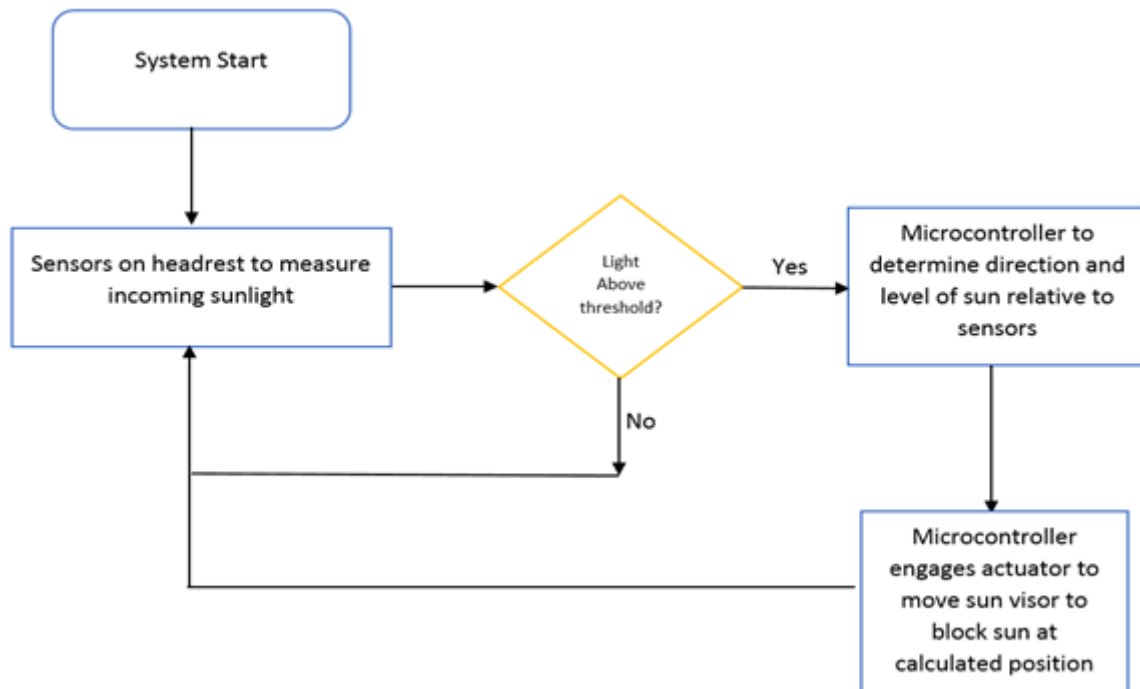 System Start
Sensors on headrest to measure
incoming sunlight
Light
Above
threshold?
Yes
No
Microcontroller to
determine direction and
level of sun relative to
sensors
Microcontroller
engages actuator to
move sun visor to
block sun at
calculated position